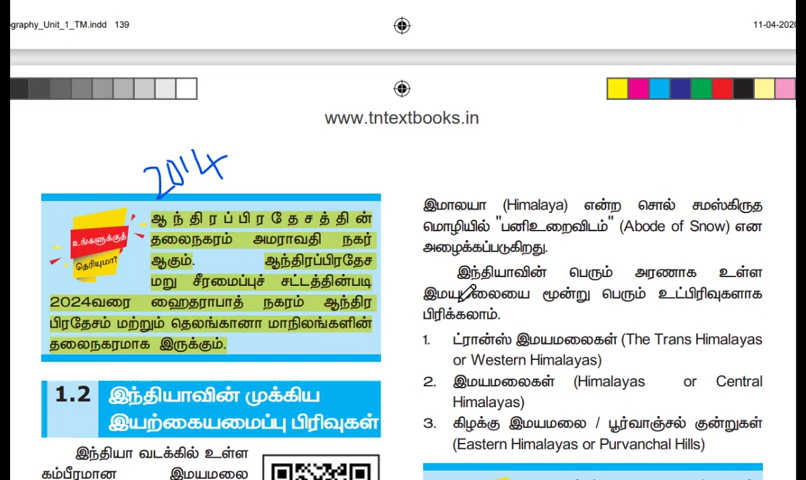 ography_Unit_1_TM.indd 139
11-04-2020
www.tntextbooks.in
2014
உங்களுக்குத்
தெரியுமா?
ஆந்திரப்பிரதேசத்தின்
தலைநகரம் அமராவதி நகர்
ஆகும். ஆந்திரப்பிரதேச
மறு சீரமைப்புச் சட்டத்தின்படி
2024வரை ஹைதராபாத் நகரம் ஆந்திர
பிரதேசம் மற்றும் தெலங்கானா மாநிலங்களின்
தலைநகரமாக இருக்கும்.
1.2 இந்தியாவின் முக்கிய
இயற்கையமைப்பு பிரிவுகள்
இந்தியா வடக்கில் உள்ள
கம்பீரமான இமயமலை
இமாலயா (Himalaya) என்ற சொல் சமஸ்கிருத
மொழியில் "பனிஉறைவிடம்" (Abode of Snow) என
அழைக்கப்படுகிறது.
இந்தியாவின் பெரும் அரணாக உள்ள
இமயமலையை மூன்று பெரும் உட்பிரிவுகளாக
பிரிக்கலாம்.
1. ட்ரான்ஸ் இமயமலைகள் (The Trans Himalayas
or Western Himalayas)
2. இமயமலைகள் (Himalayas or Central
Himalayas)
3. கிழக்கு இமயமலை / பூர்வாஞ்சல் குன்றுகள்
(Eastern Himalayas or Purvanchal Hills)